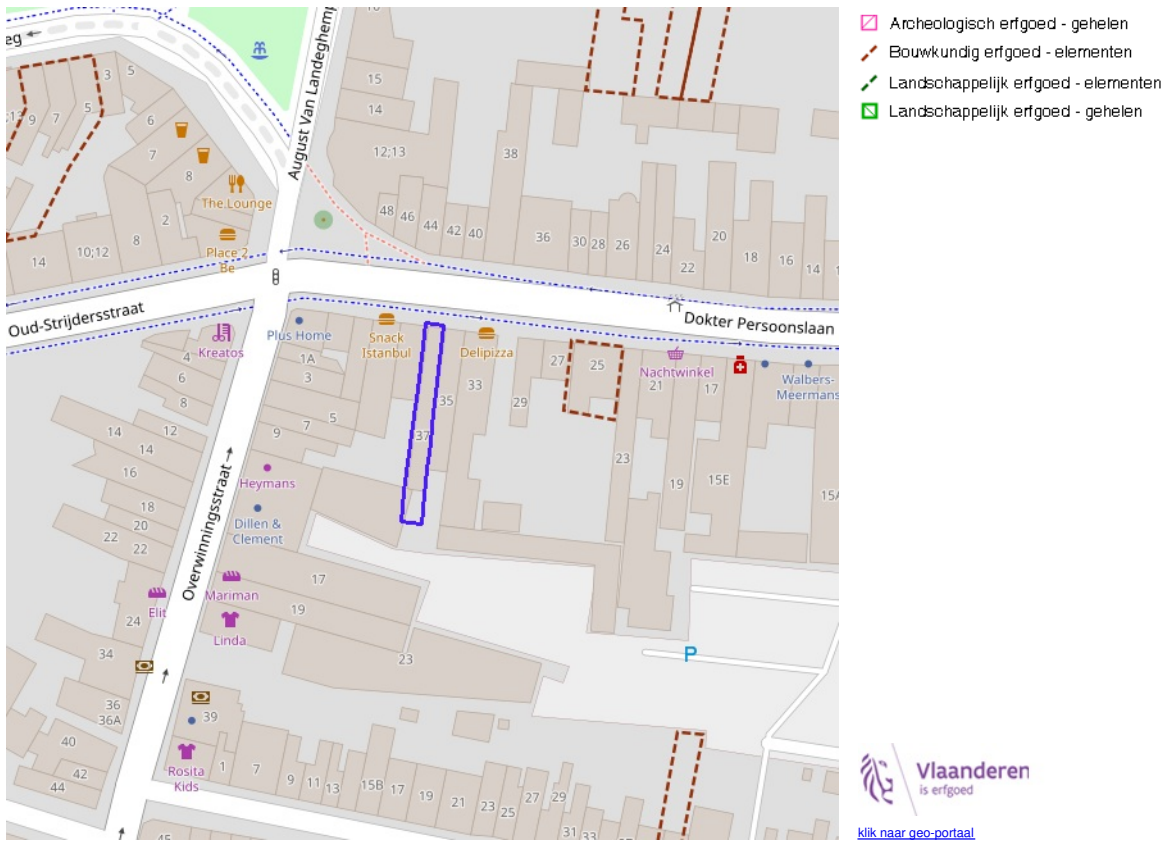 eg
August Van Landeghemp
10
15
14
12;13
38
48
46
44
42
40
36
30
28
26
24
22
20
18
16
14
3
5
5
9
7
6
7
8
The Lounge
2
Place 2
Be
8
10;12
14
Oud-Strijdersstraat
Dokter Persoonslaan
Kreatos
Plus Home
Snack
Istanbul
Delipizza
Nachtwinkel
Walbers-
Meermans
1A
3
5
7
9
4
6
8
33
35
37
29
27
25
23
21
19
17
15E
15A
Overwinningsstraat
14
12
14
16
18
20
22
22
Heymans
Dillen &
Clement
Elit
24
Mariman
Linda
17
19
23
P
34
36
36A
40
42
44
39
Rosita
Kids
1
7
9
11
13
15B
17
19
21
23
25
27
29
31
33
45
Archeologisch erfgoed - gehelen
Bouwkundig erfgoed - elementen
Landschappelijk erfgoed - elementen
Landschappelijk erfgoed - gehelen
Vlaanderen
is erfgoed
klik naar geo-portaal